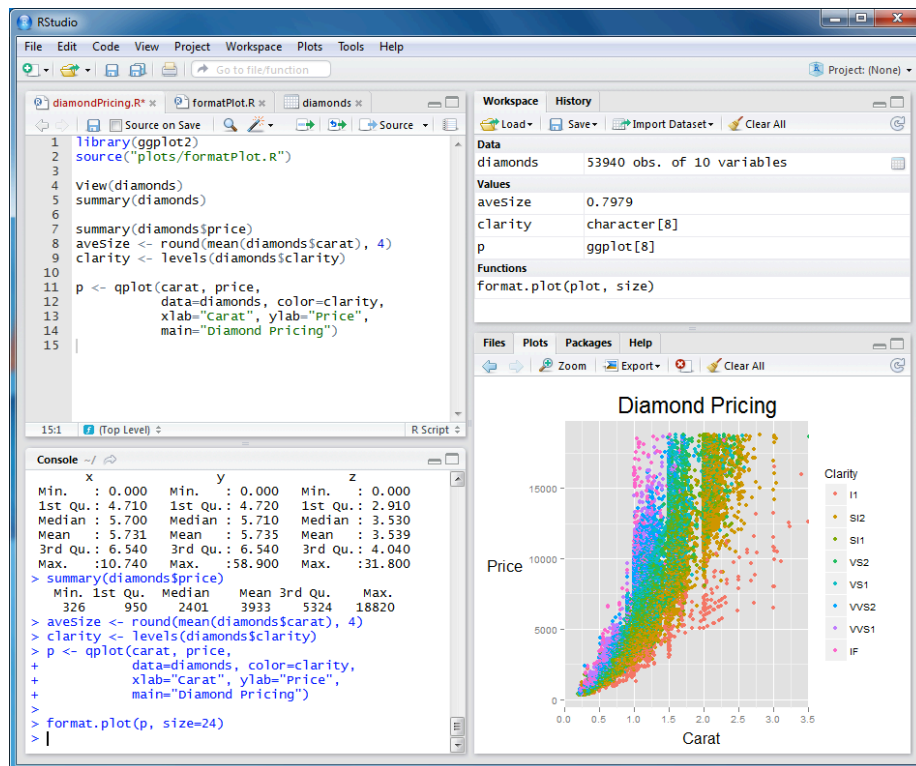 RStudio
File Edit Code View Project Workspace Plots Tools Help
Go to file/function
Project: (None)
diamondPricing.R* × formatPlot.R × diamonds ×
Source on Save Source
1 library(ggplot2)
2 source("plots/formatPlot.R")
3
4 View(diamonds)
5 summary(diamonds)
6
7 summary(diamonds$price)
8 aveSize <- round(mean(diamonds$carat), 4)
9 clarity <- levels(diamonds$clarity)
10
11 p <- qplot(carat, price,
12 data=diamonds, color=clarity,
13 xlab="Carat", ylab="Price",
14 main="Diamond Pricing")
15
15:1 (Top Level) R Script
Console ~/
x y z
Min. : 0.000 Min. : 0.000 Min. : 0.000
1st Qu.: 4.710 1st Qu.: 4.720 1st Qu.: 2.910
Median : 5.700 Median : 5.710 Median : 3.530
Mean : 5.731 Mean : 5.735 Mean : 3.539
3rd Qu.: 6.540 3rd Qu.: 6.540 3rd Qu.: 4.040
Max. :10.740 Max. :58.900 Max. :31.800
> summary(diamonds$price)
Min. 1st Qu. Median Mean 3rd Qu. Max.
326 950 2401 3933 5324 18820
> aveSize <- round(mean(diamonds$carat), 4)
> clarity <- levels(diamonds$clarity)
> p <- qplot(carat, price,
+ data=diamonds, color=clarity,
+ xlab="Carat", ylab="Price",
+ main="Diamond Pricing")
>
> format.plot(p, size=24)
>
Workspace History
Load Save Import Dataset Clear All
Data
diamonds 53940 obs. of 10 variables
Values
aveSize 0.7979
clarity character[8]
p ggplot[8]
Functions
format.plot(plot, size)
Files Plots Packages Help
Zoom Export Clear All
Diamond Pricing
Price
15000
10000
5000
0
0.0 0.5 1.0 1.5 2.0 2.5 3.0 3.5
Carat
Clarity
I1
SI2
SI1
VS2
VS1
VVS2
VVS1
IF